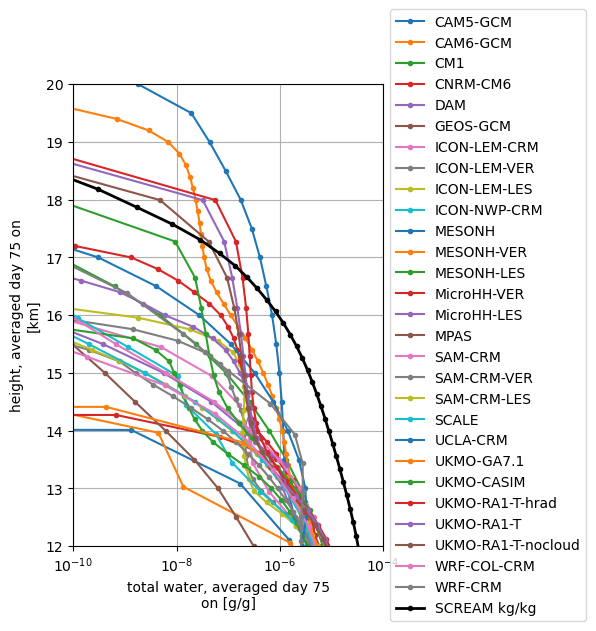 CAM5-GCM
CAM6-GCM
CM1
CNRM-CM6
DAM
GEOS-GCM
ICON-LEM-CRM
ICON-LEM-VER
ICON-LEM-LES
ICON-NWP-CRM
MESONH
MESONH-VER
MESONH-LES
MicroHH-VER
MicroHH-LES
MPAS
SAM-CRM
SAM-CRM-VER
SAM-CRM-LES
SCALE
UCLA-CRM
UKMO-GA7.1
UKMO-CASIM
UKMO-RA1-T-hrad
UKMO-RA1-T
UKMO-RA1-T-nocloud
WRF-COL-CRM
WRF-CRM
SCREAM kg/kg
20
19
18
17
16
15
14
13
12
height, averaged day 75 on
[km]
10⁻¹⁰
10⁻⁸
10⁻⁶
10⁻⁴
total water, averaged day 75
on [g/g]